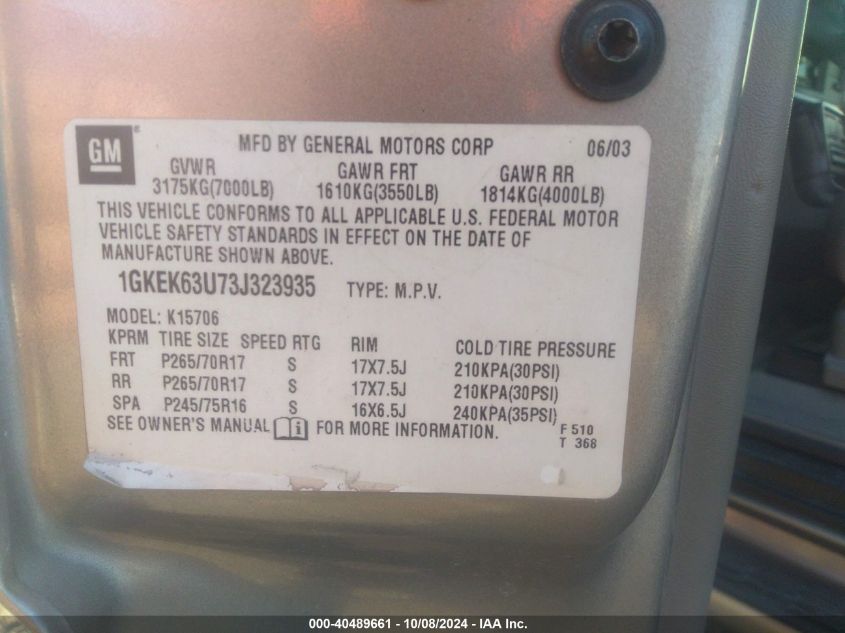 GM ® MFD BY GENERAL MOTORS CORP 06/03
GVWR GAWR FRT GAWR RR
3175KG(7000LB) 1610KG(3550LB) 1814KG(4000LB)
THIS VEHICLE CONFORMS TO ALL APPLICABLE U.S. FEDERAL MOTOR
VEHICLE SAFETY STANDARDS IN EFFECT ON THE DATE OF
MANUFACTURE SHOWN ABOVE.
1GKEK63U73J323935 TYPE: M.P.V.
MODEL: K15706
KPRM TIRE SIZE SPEED RTG RIM COLD TIRE PRESSURE
FRT P265/70R17 S 17X7.5J 210KPA(30PSI)
RR P265/70R17 S 17X7.5J 210KPA(30PSI)
SPA P245/75R16 S 16X6.5J 240KPA(35PSI)
SEE OWNER'S MANUAL i FOR MORE INFORMATION. F 510
T 368
000-40489661 - 10/08/2024 - IAA Inc.